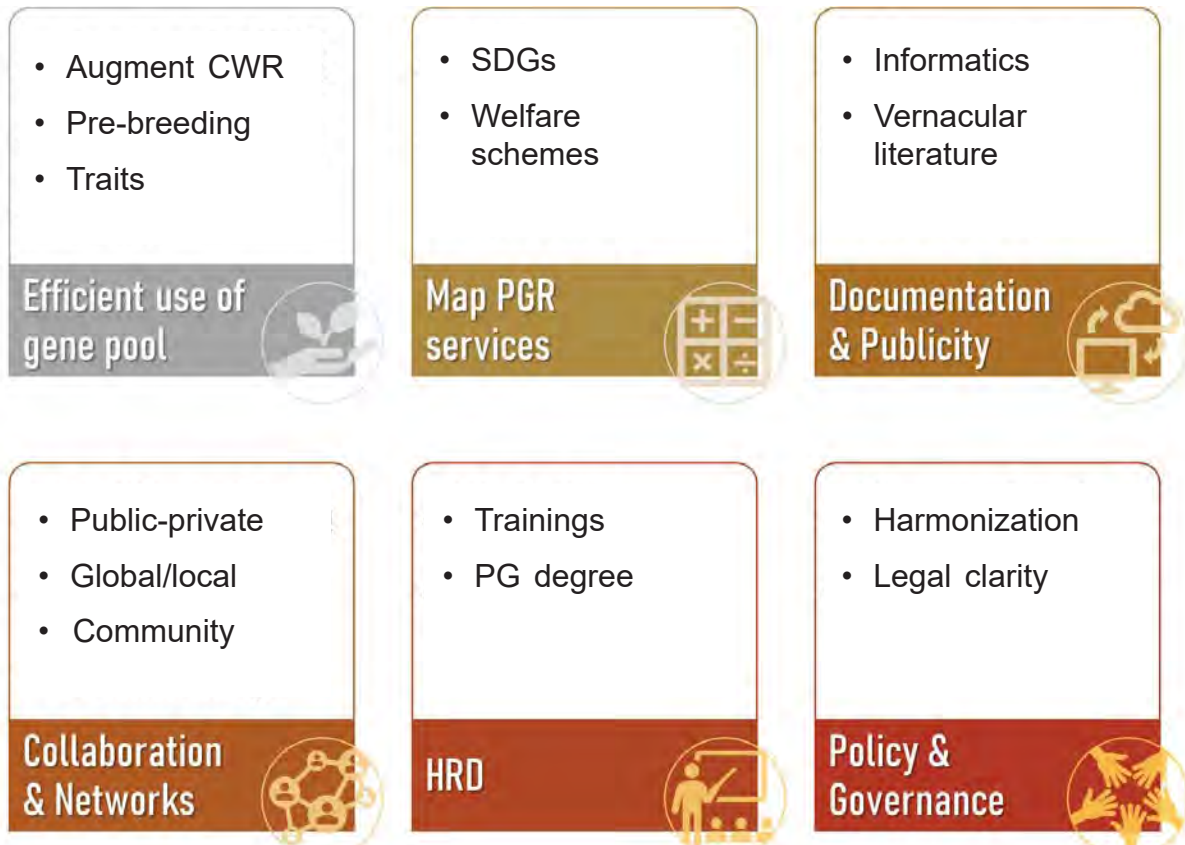 • Augment CWR
• Pre-breeding
• Traits
Efficient use of
gene pool
• SDGs
• Welfare
schemes
Map PGR
services
• Informatics
• Vernacular
literature
Documentation
& Publicity
• Public-private
• Global/local
• Community
Collaboration
& Networks
• Trainings
• PG degree
HRD
• Harmonization
• Legal clarity
Policy &
Governance